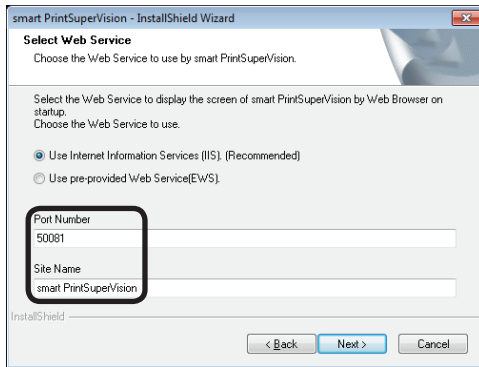 smart PrintSuperVision - InstallShield Wizard
Select Web Service
Choose the Web Service to use by smart PrintSuperVision.
Select the Web Service to display the screen of smart PrintSuperVision by Web Browser on
startup.
Choose the Web Service to use.
Use Internet Information Services (IIS). (Recommended)
Use pre-provided Web Service(EWS).
Port Number
50081
Site Name
smart PrintSuperVision
InstallShield
< Back
Next >
Cancel